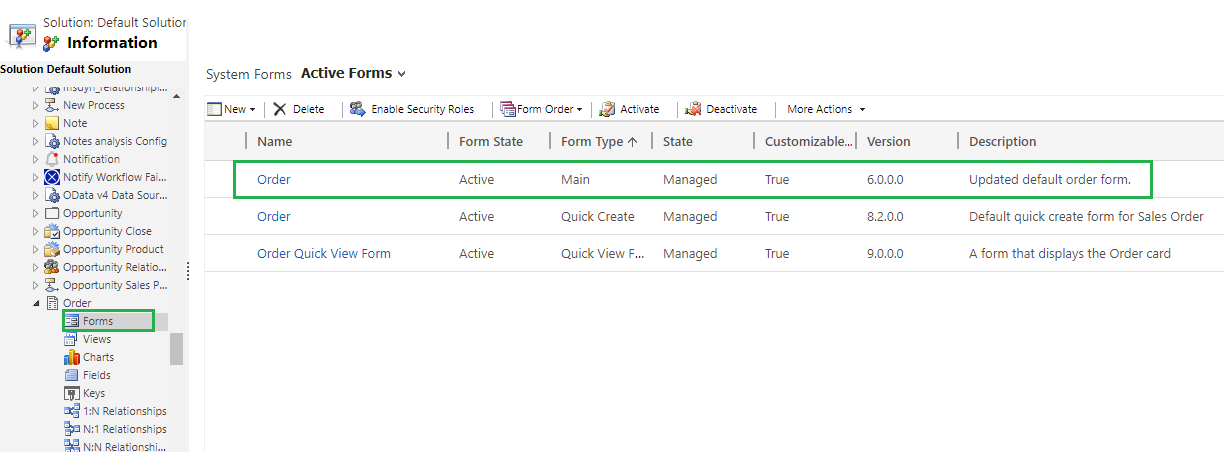 Solution: Default Solution
Information
Solution Default Solution
msdyn_relationshipi...
New Process
Note
Notes analysis Config
Notification
Notify Workflow Fai...
OData v4 Data Sour...
Opportunity
Opportunity Close
Opportunity Product
Opportunity Relatio...
Opportunity Sales P...
Order
Forms
Views
Charts
Fields
Keys
1:N Relationships
N:1 Relationships
N:N Relationshi...
System Forms Active Forms
New Delete Enable Security Roles Form Order Activate Deactivate More Actions
Name Form State Form Type State Customizable... Version Description
Order Active Main Managed True 6.0.0.0 Updated default order form.
Order Active Quick Create Managed True 8.2.0.0 Default quick create form for Sales Order
Order Quick View Form Active Quick View F... Managed True 9.0.0.0 A form that displays the Order card